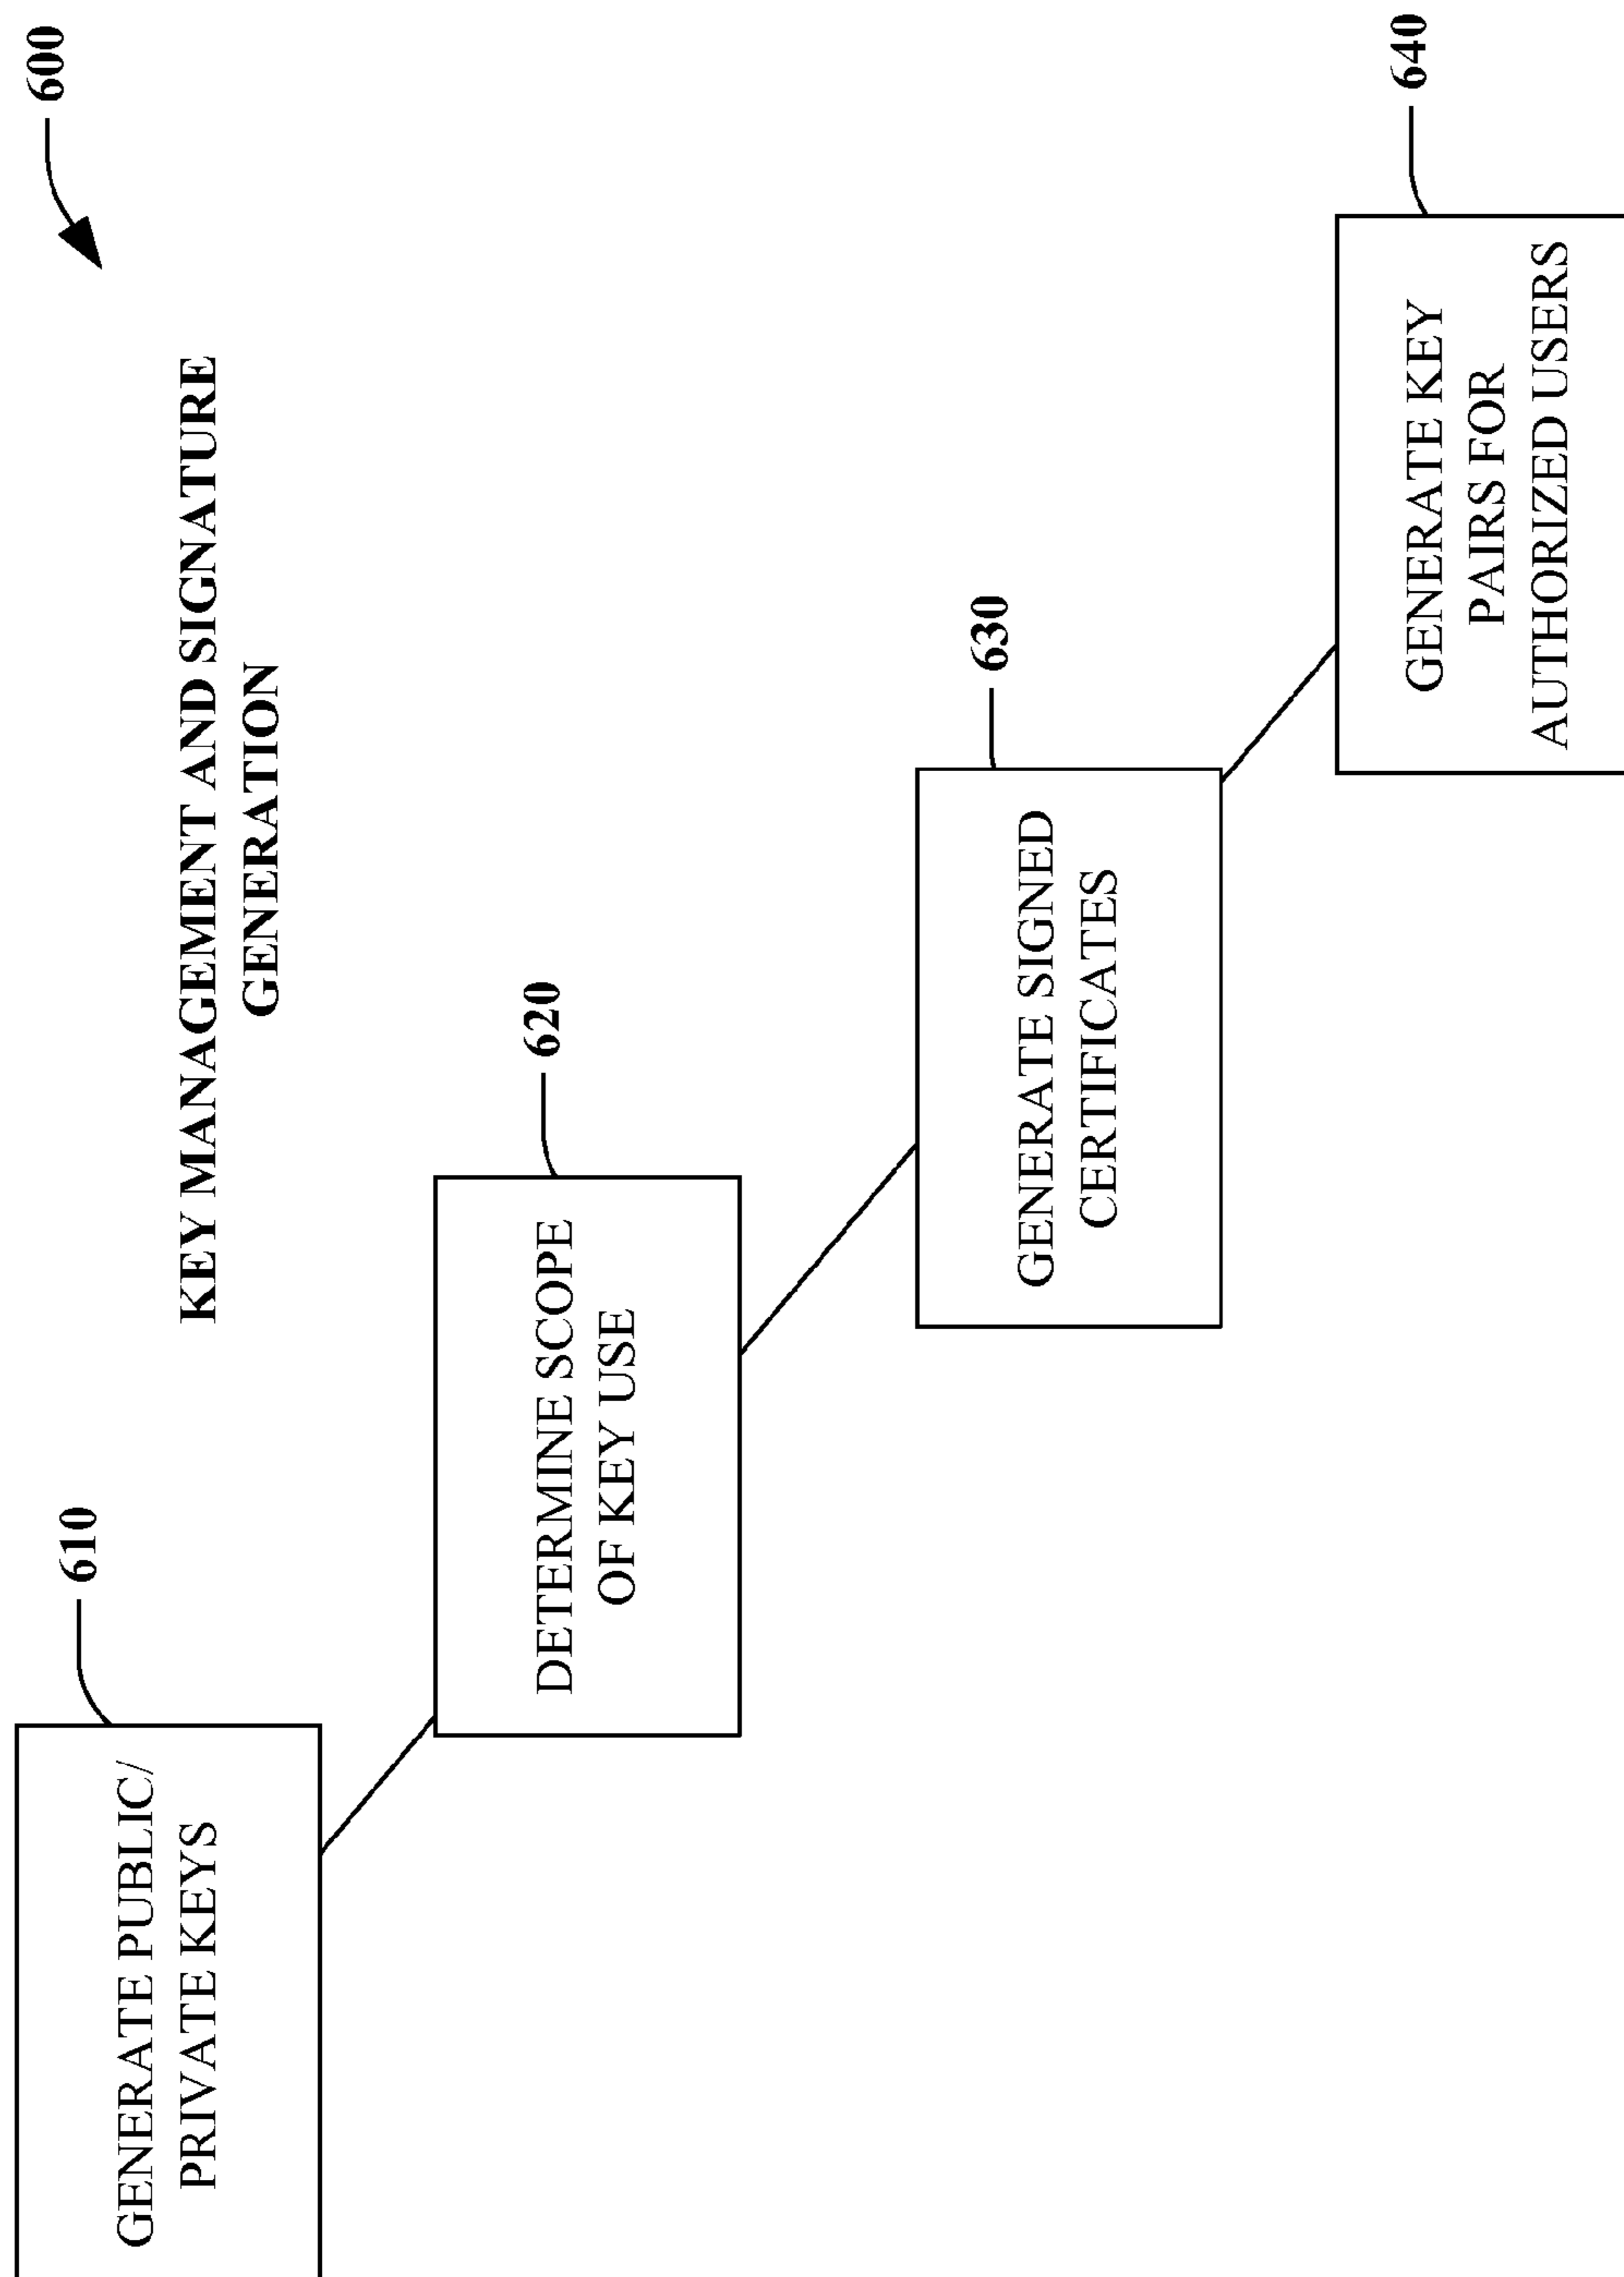 600
KEY MANAGEMENT AND SIGNATURE
GENERATION
610
GENERATE PUBLIC/
PRIVATE KEYS
620
DETERMINE SCOPE
OF KEY USE
630
GENERATE SIGNED
CERTIFICATES
640
GENERATE KEY
PAIRS FOR
AUTHORIZED USERS